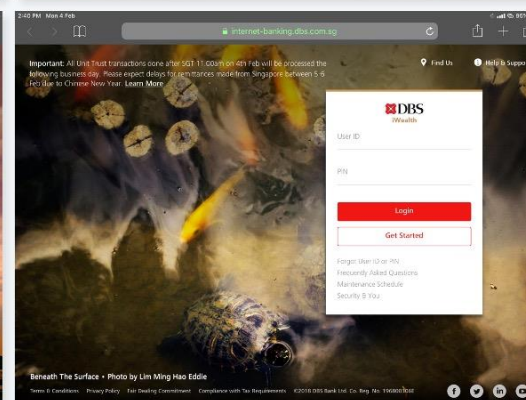 2:40 PM Mon 4 Feb
internet-banking.dbs.com.sg
Important: All Unit Trust transactions done after SGT 11.00am on 4th Feb will be processed the
following business day. Please expect delays for remittances made from Singapore between 5-6
Feb due to Chinese New Year. Learn More
Find Us
Help & Suppo
DBS
iWealth
User ID
PIN
Login
Get Started
Forgot User ID or PIN
Frequently Asked Questions
Maintenance Schedule
Security & You
Beneath The Surface • Photo by Lim Ming Hao Eddie
Terms & Conditions Privacy Policy Fair Dealing Commitment Compliance with Tax Requirements ©2018 DBS Bank Ltd. Co. Reg. No.